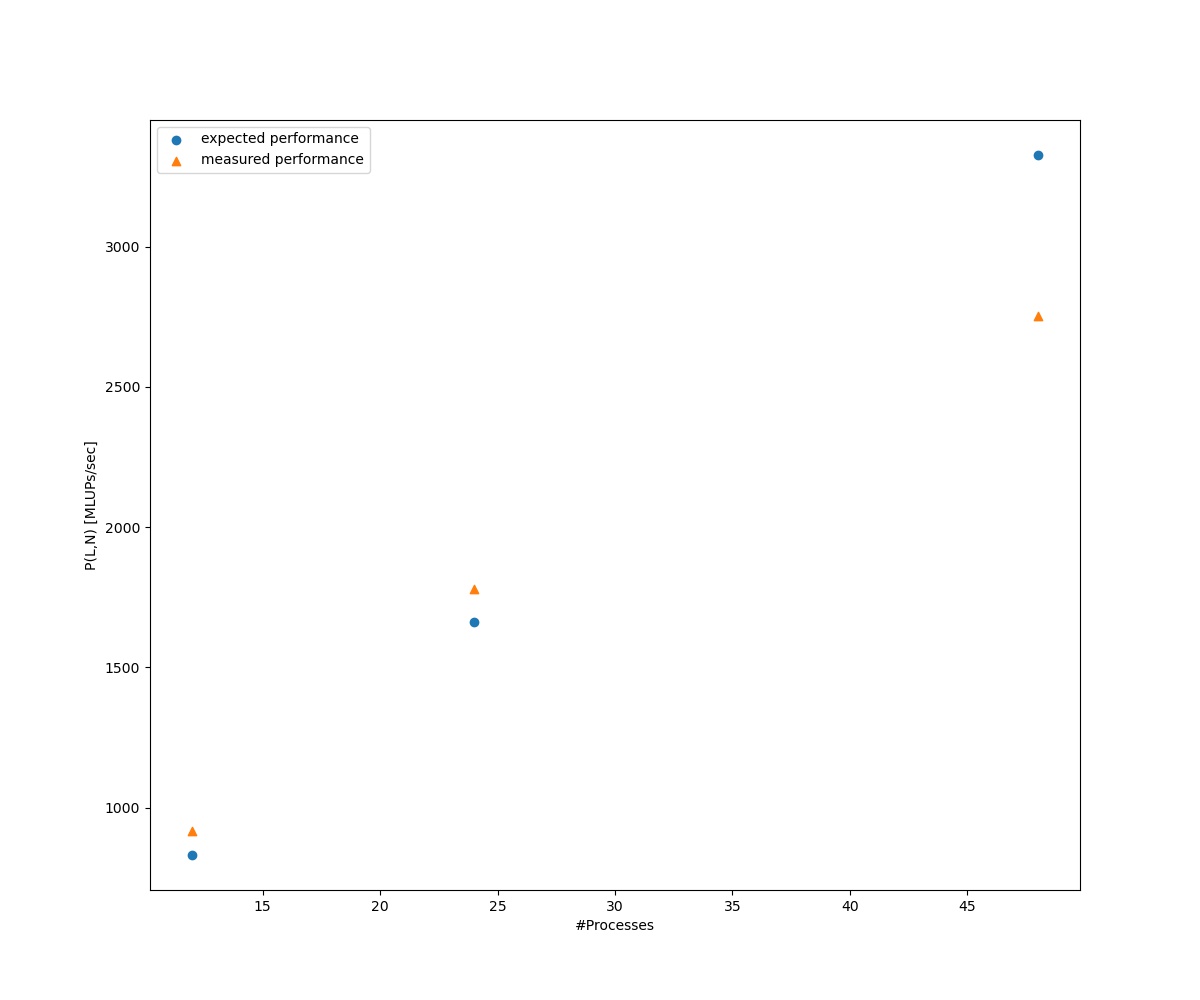 expected performance
measured performance
3000
2500
2000
1500
1000
P(L,N) [MLUPs/sec]
15 20 25 30 35 40 45
#Processes